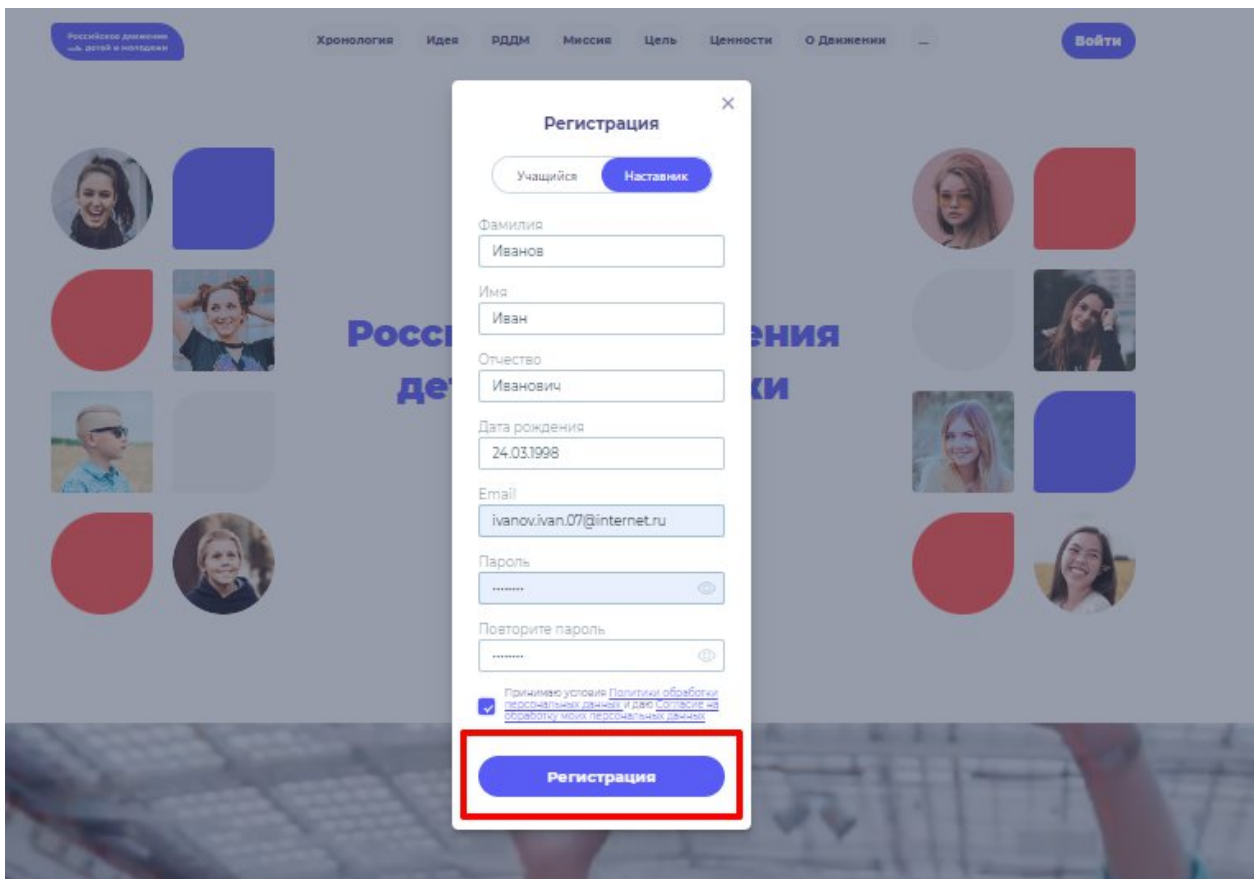 Российское движение
детей и молодежи
Хронология
Идея
РДДМ
Миссия
Цель
Ценности
О Движении
...
Войти
Регистрация
Учащийся
Наставник
Фамилия
Иванов
Имя
Иван
Отчество
Иванович
Дата рождения
24.03.1998
Email
ivanov.ivan.07@internet.ru
Пароль
········
Повторите пароль
········
Принимаю условия Политики обработки
персональных данных и даю Согласие на
обработку моих персональных данных
Регистрация